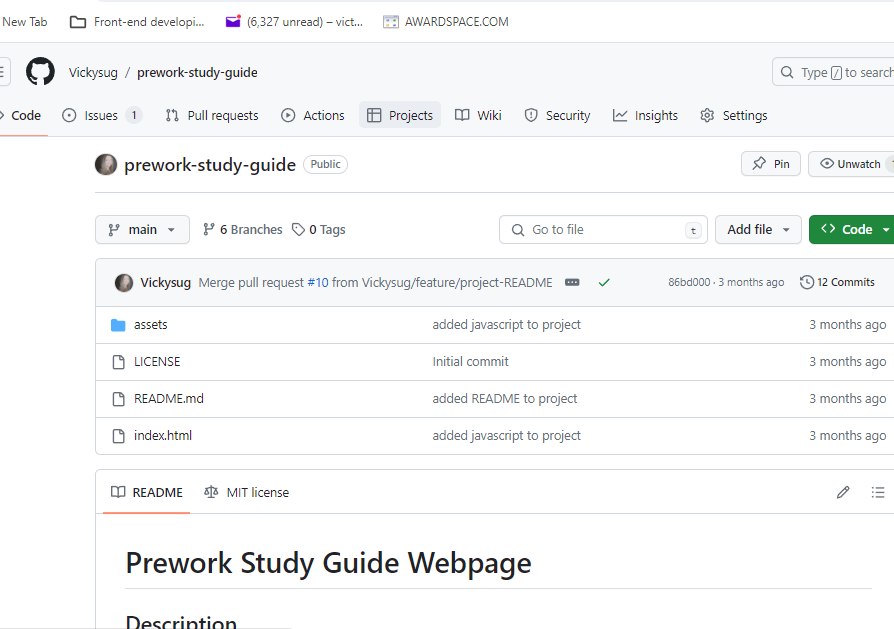 New Tab Front-end developi... (6,327 unread) – vict... AWARDSPACE.COM
Vickysug / prework-study-guide Type / to search
Code Issues 1 Pull requests Actions Projects Wiki Security Insights Settings
prework-study-guide Public Pin Unwatch
main 6 Branches 0 Tags Go to file t Add file Code
Vickysug Merge pull request #10 from Vickysug/feature/project-README 86bd000 · 3 months ago 12 Commits
assets added javascript to project 3 months ago
LICENSE Initial commit 3 months ago
README.md added README to project 3 months ago
index.html added javascript to project 3 months ago
README MIT license
Prework Study Guide Webpage
Description